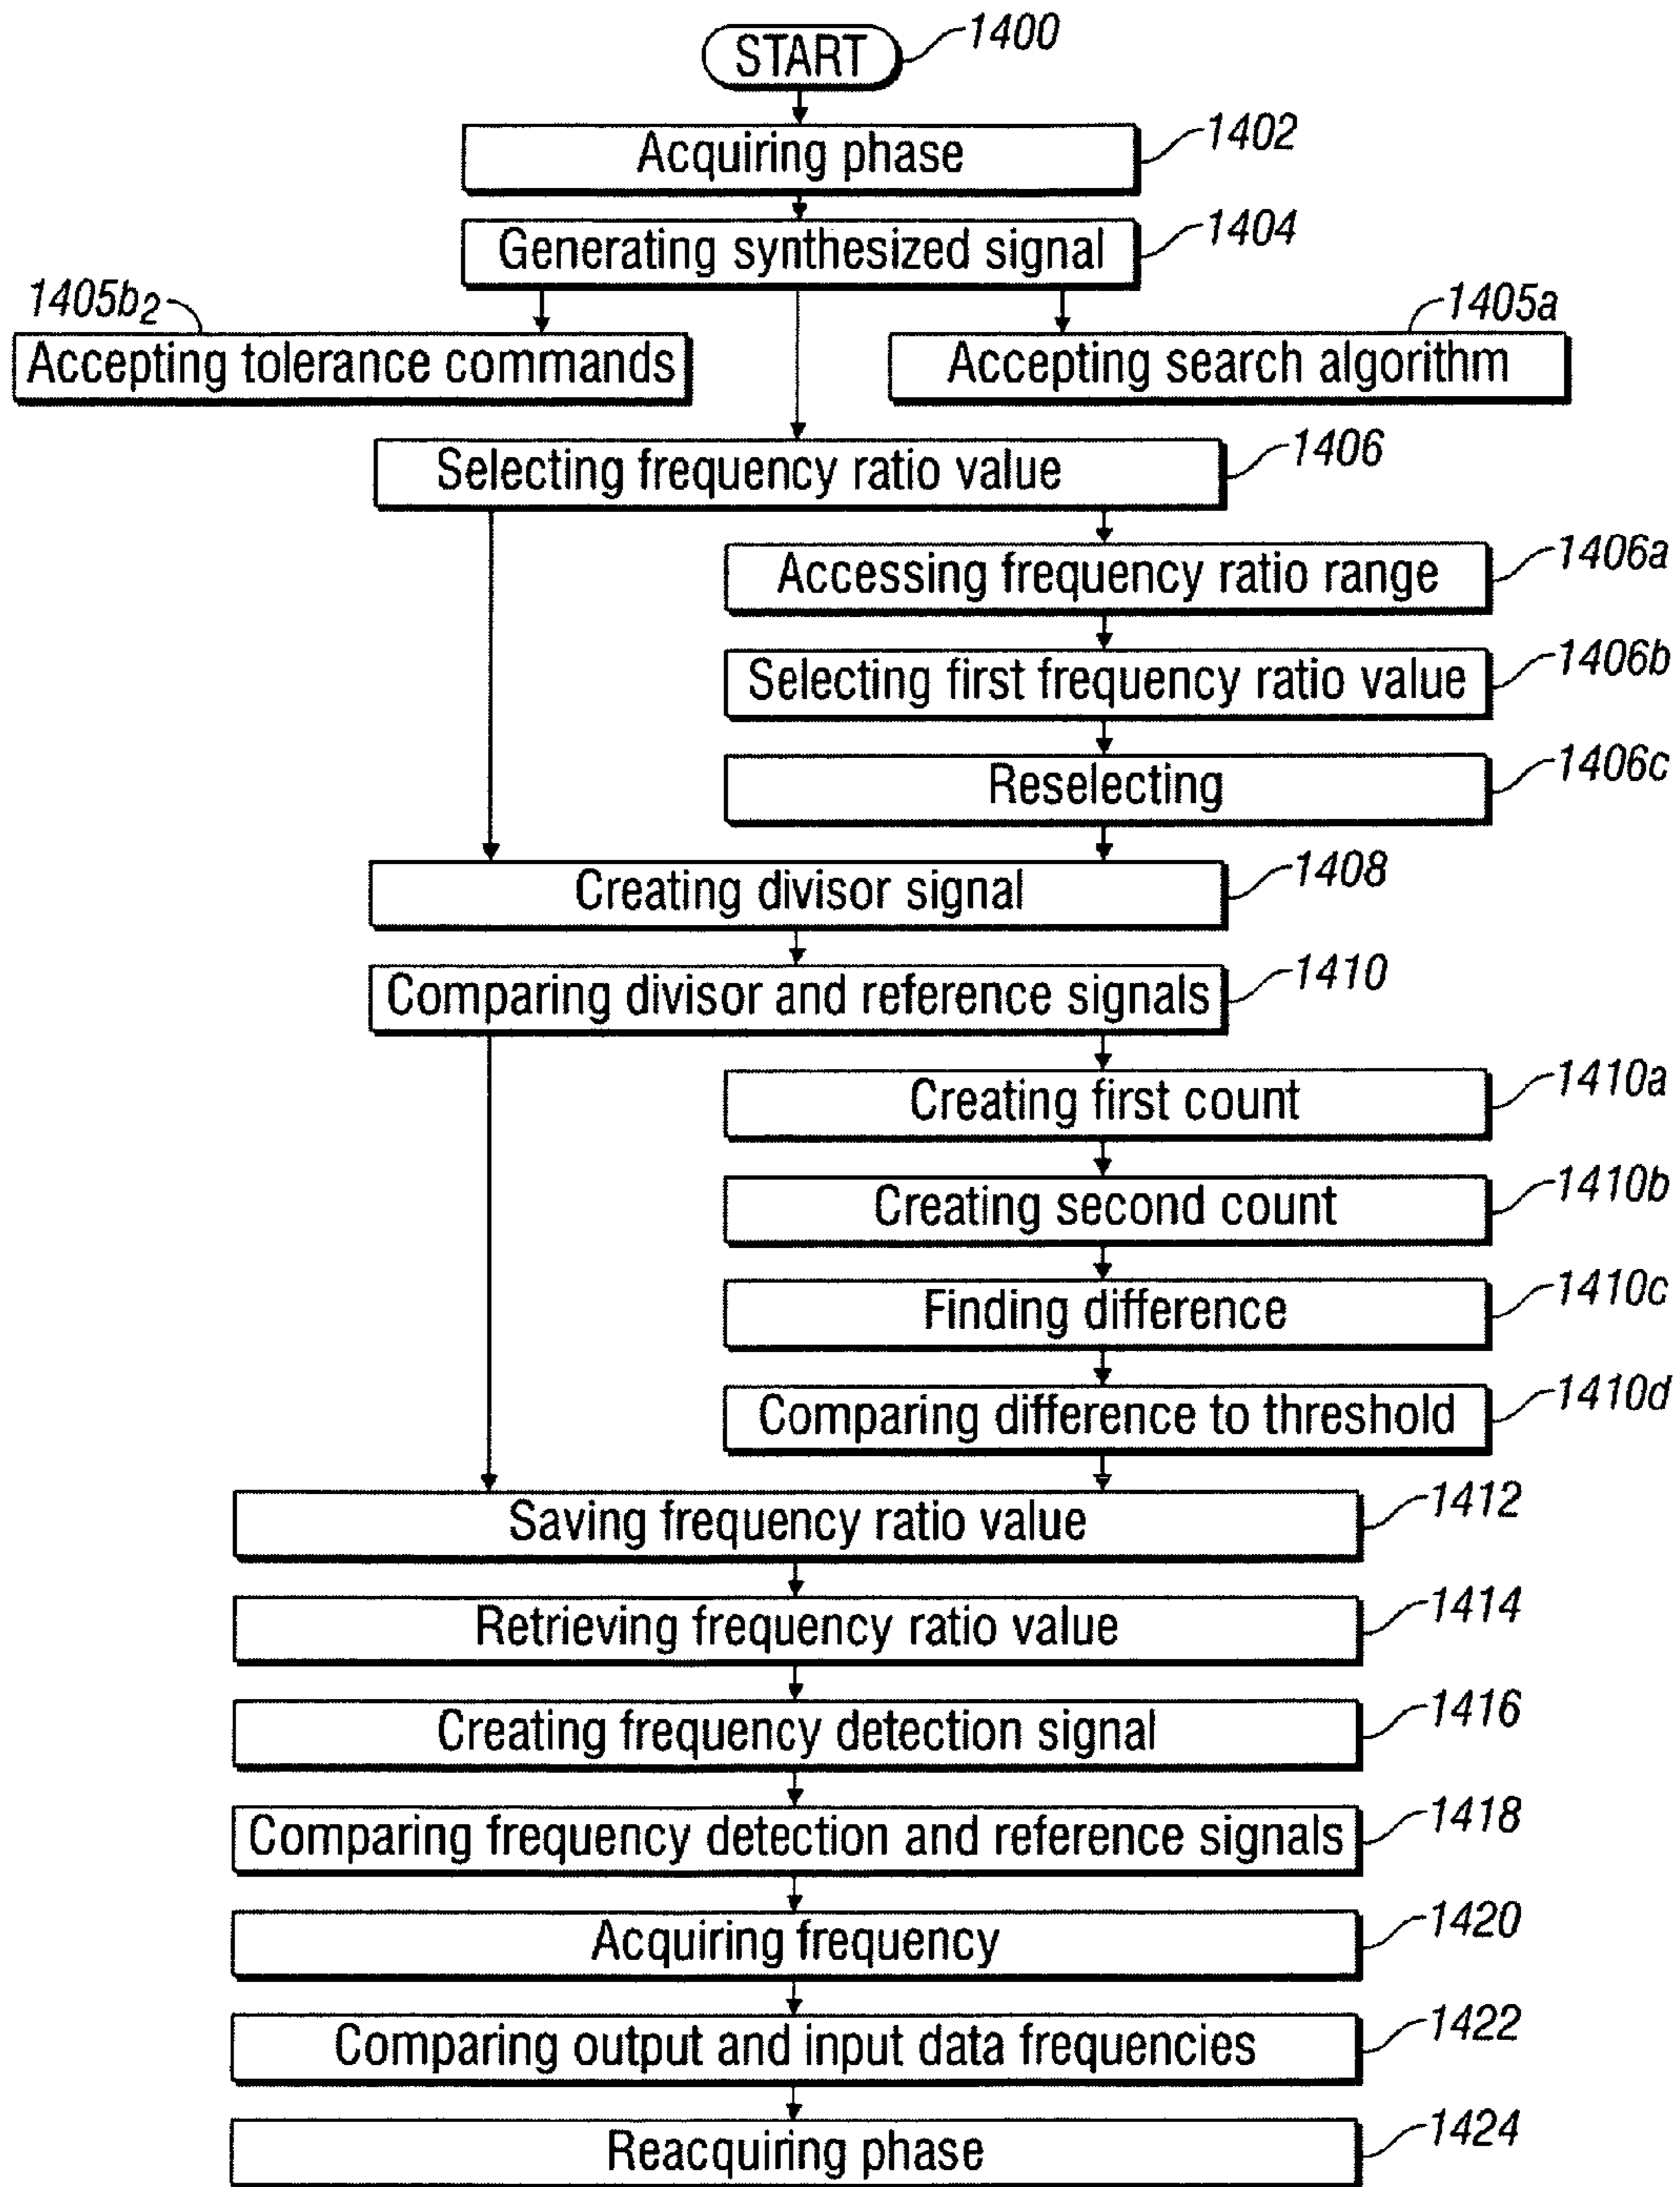 START
1400
Acquiring phase
1402
Generating synthesized signal
1404
1405b2
Accepting tolerance commands
1405a
Accepting search algorithm
Selecting frequency ratio value
1406
Accessing frequency ratio range
1406a
Selecting first frequency ratio value
1406b
Reselecting
1406c
Creating divisor signal
1408
Comparing divisor and reference signals
1410
Creating first count
1410a
Creating second count
1410b
Finding difference
1410c
Comparing difference to threshold
1410d
Saving frequency ratio value
1412
Retrieving frequency ratio value
1414
Creating frequency detection signal
1416
Comparing frequency detection and reference signals
1418
Acquiring frequency
1420
Comparing output and input data frequencies
1422
Reacquiring phase
1424